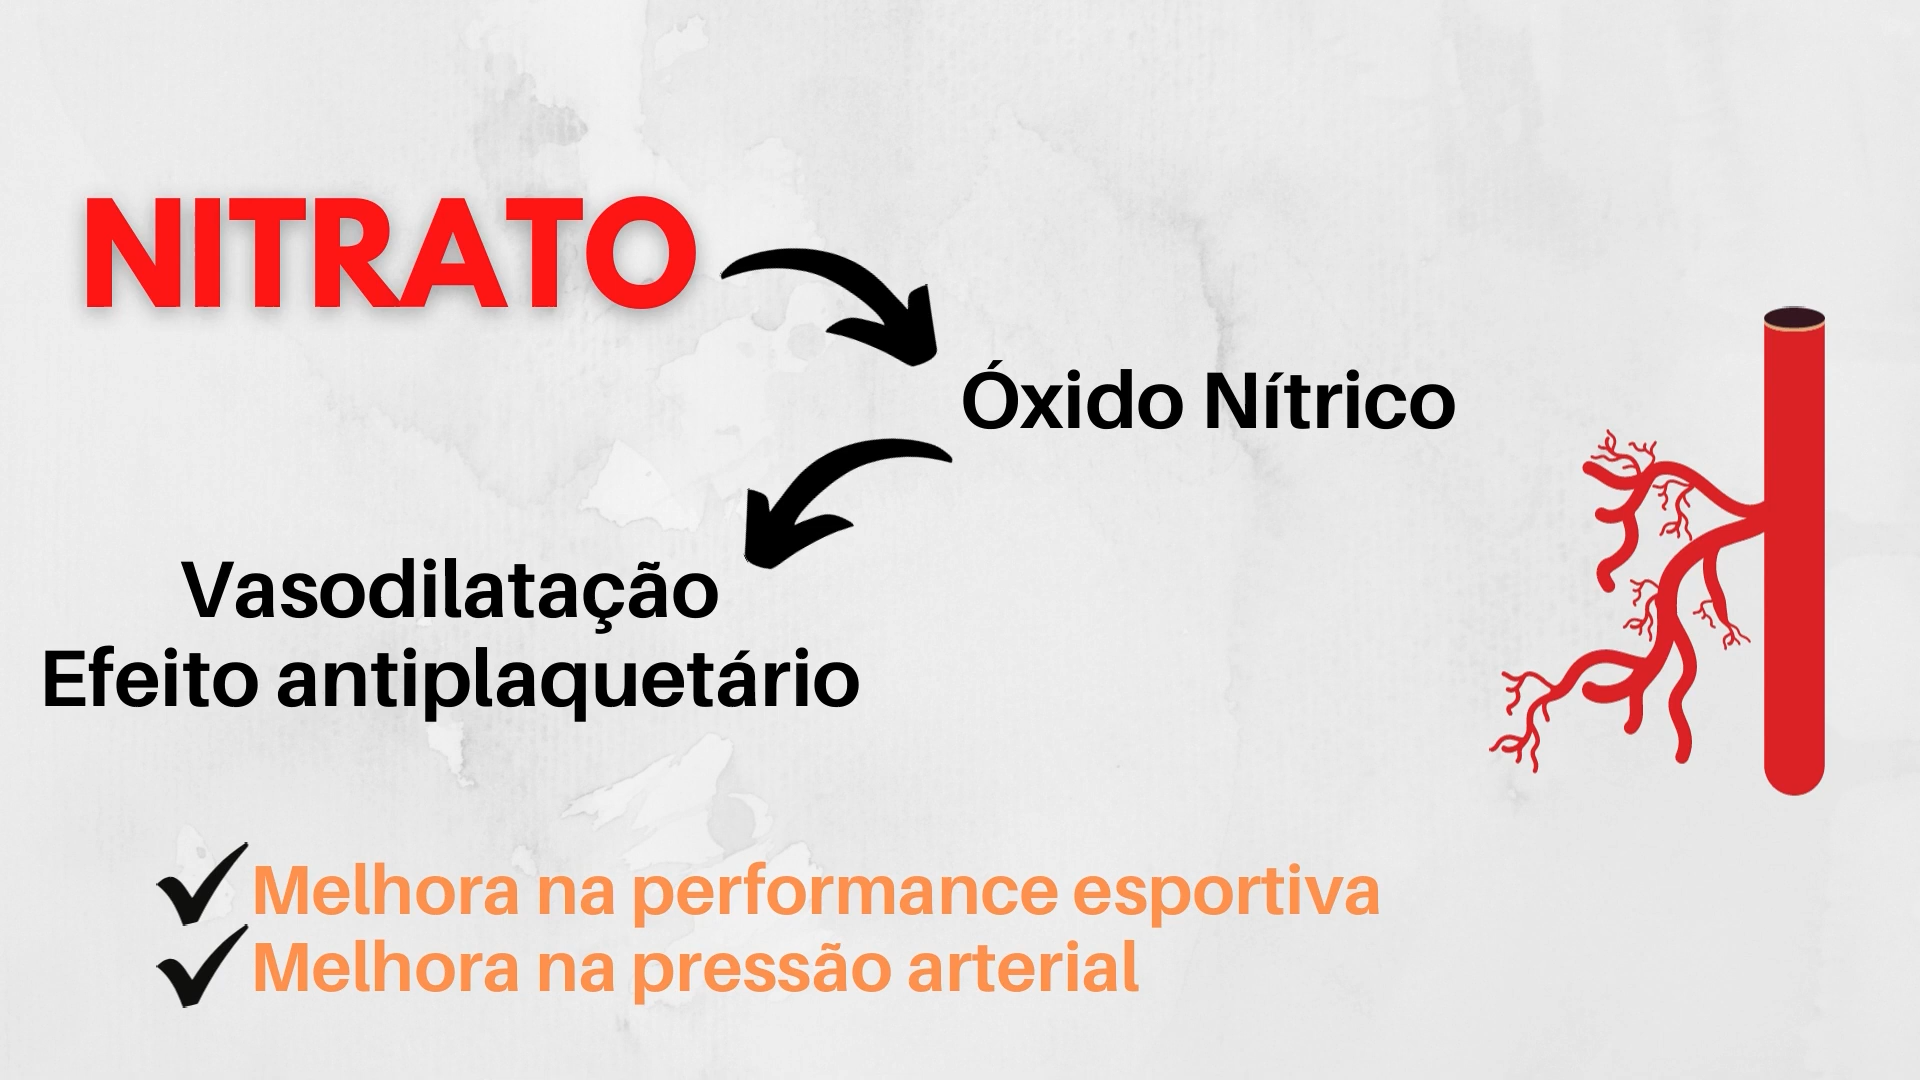 NITRATO
Óxido Nítrico
Vasodilatação
Efeito antiplaquetário
Melhora na performance esportiva
Melhora na pressão arterial